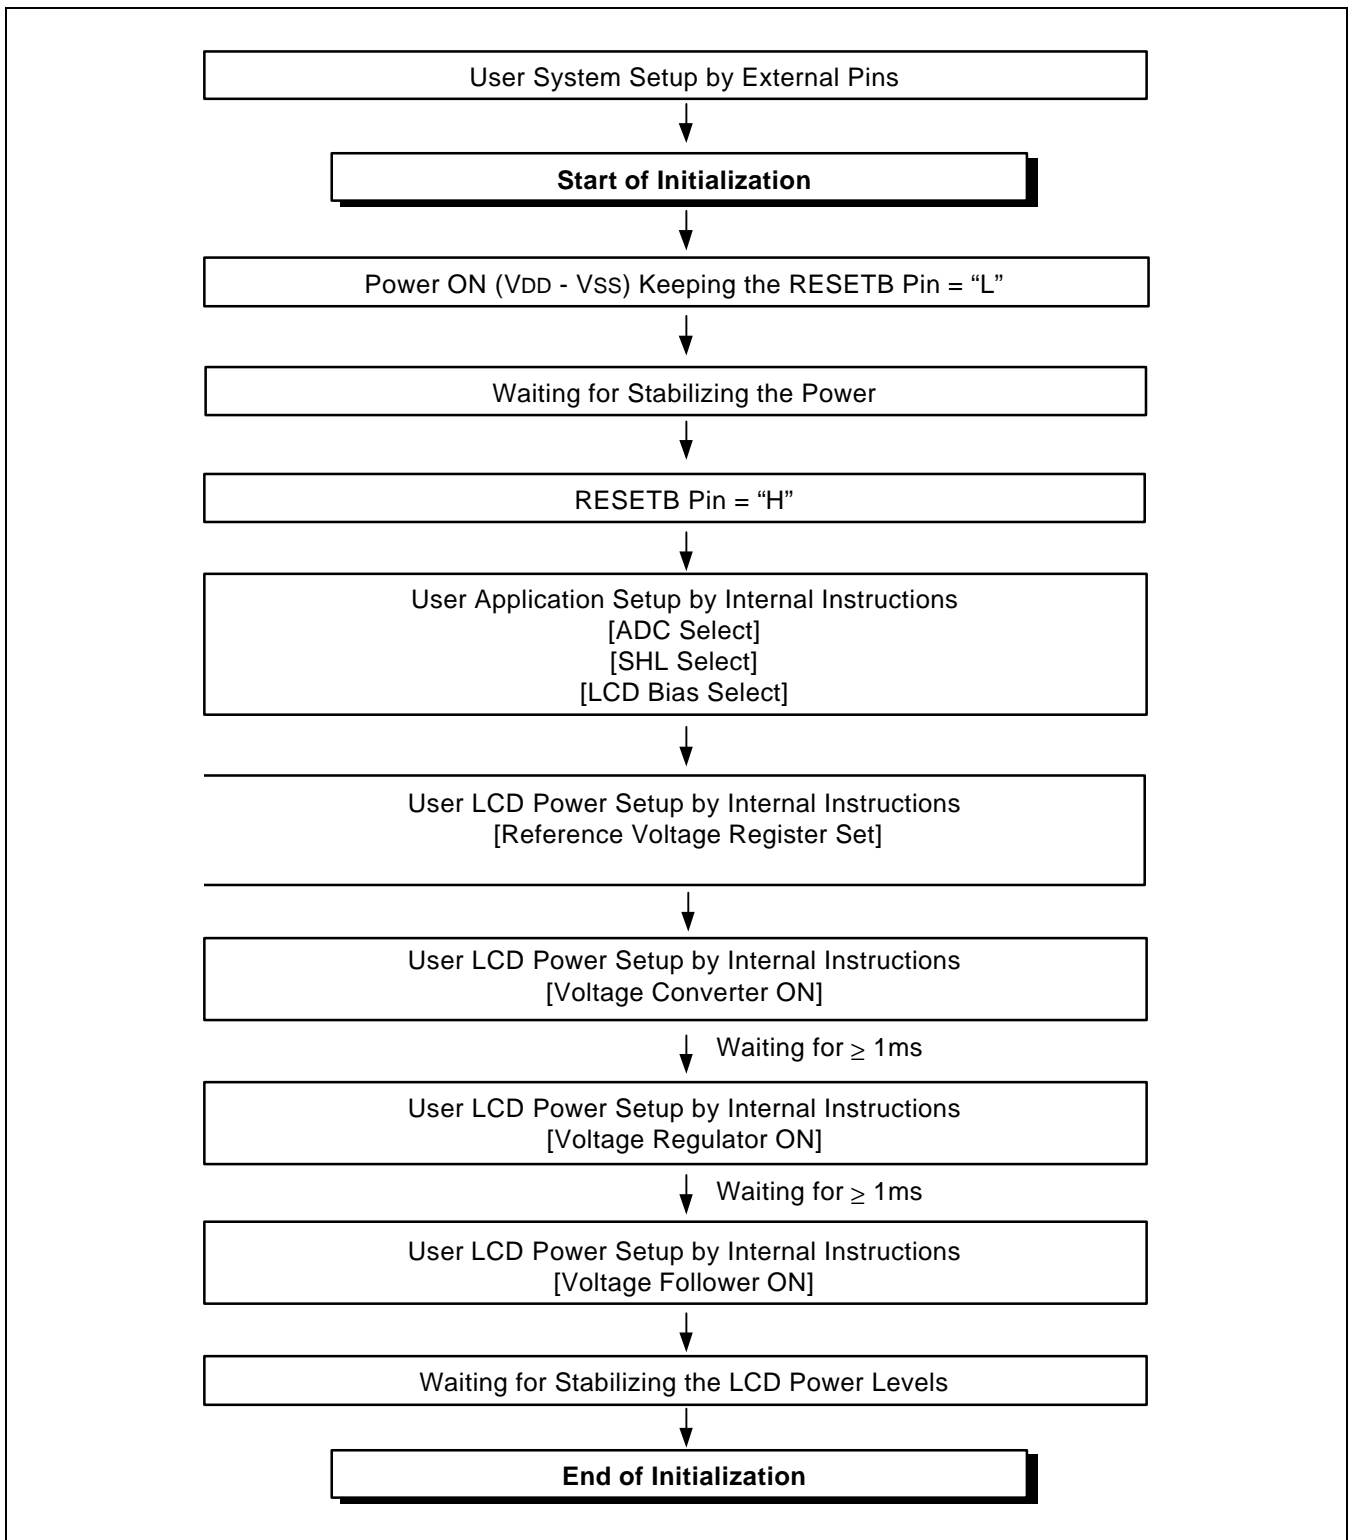 User System Setup by External Pins
Start of Initialization
Power ON (VDD - VSS) Keeping the RESETB Pin = “L”
Waiting for Stabilizing the Power
RESETB Pin = “H”
User Application Setup by Internal Instructions
[ADC Select]
[SHL Select]
[LCD Bias Select]
User LCD Power Setup by Internal Instructions
[Reference Voltage Register Set]
User LCD Power Setup by Internal Instructions
[Voltage Converter ON]
Waiting for ≥ 1ms
User LCD Power Setup by Internal Instructions
[Voltage Regulator ON]
Waiting for ≥ 1ms
User LCD Power Setup by Internal Instructions
[Voltage Follower ON]
Waiting for Stabilizing the LCD Power Levels
End of Initialization